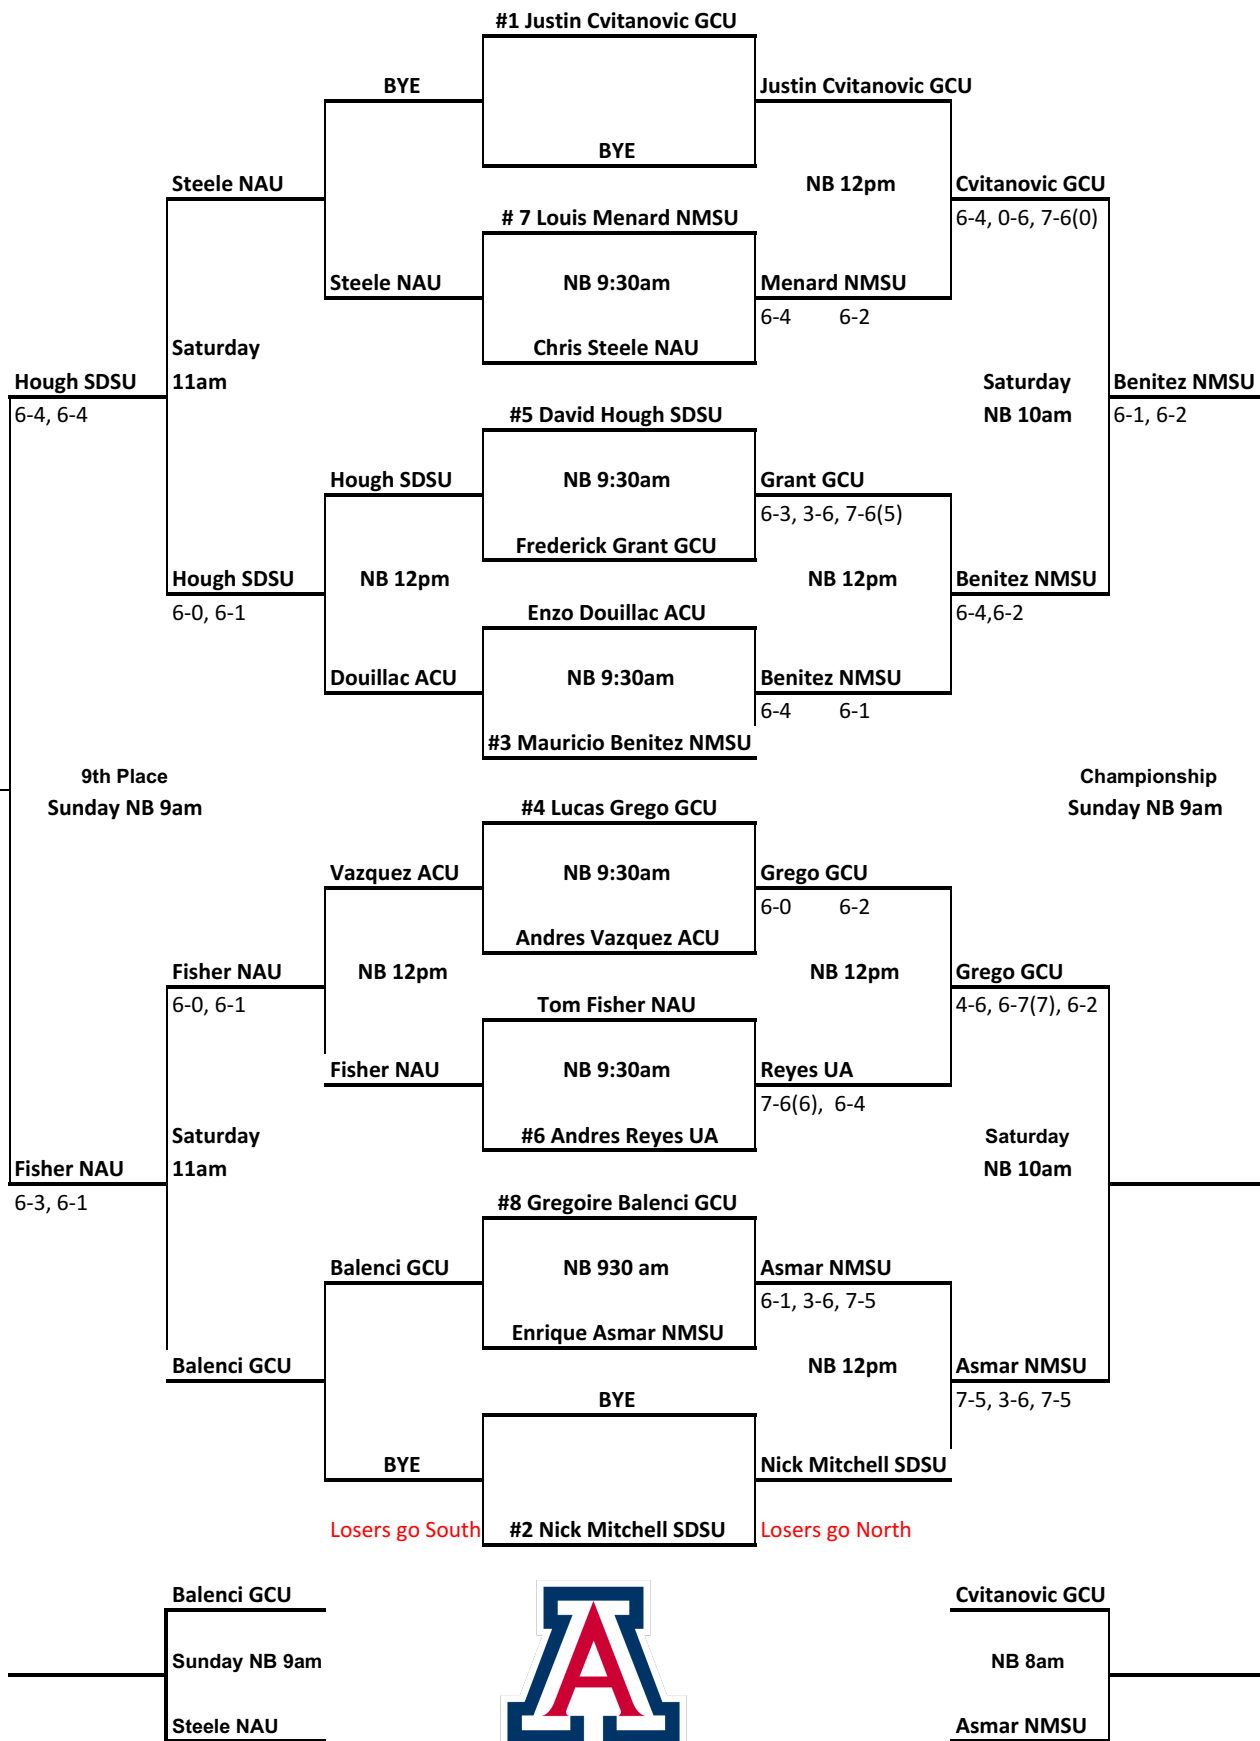 #1 Justin Cvitanovic GCU
BYE
Justin Cvitanovic GCU
BYE
Steele NAU
NB 12pm
Cvitanovic GCU
# 7 Louis Menard NMSU
6-4, 0-6, 7-6(0)
Steele NAU
NB 9:30am
Menard NMSU
6-4 6-2
Saturday
Chris Steele NAU
Hough SDSU
11am
Saturday
Benitez NMSU
6-4, 6-4
#5 David Hough SDSU
NB 10am
6-1, 6-2
Hough SDSU
NB 9:30am
Grant GCU
6-3, 3-6, 7-6(5)
Frederick Grant GCU
Hough SDSU
NB 12pm
NB 12pm
Benitez NMSU
6-0, 6-1
Enzo Douillac ACU
6-4,6-2
Douillac ACU
NB 9:30am
Benitez NMSU
6-4 6-1
#3 Mauricio Benitez NMSU
9th Place
Championship
Sunday NB 9am
#4 Lucas Grego GCU
Sunday NB 9am
Vazquez ACU
NB 9:30am
Grego GCU
6-0 6-2
Andres Vazquez ACU
Fisher NAU
NB 12pm
NB 12pm
Grego GCU
6-0, 6-1
Tom Fisher NAU
4-6, 6-7(7), 6-2
Fisher NAU
NB 9:30am
Reyes UA
7-6(6), 6-4
Saturday
#6 Andres Reyes UA
Saturday
Fisher NAU
11am
NB 10am
6-3, 6-1
#8 Gregoire Balenci GCU
Balenci GCU
NB 930 am
Asmar NMSU
6-1, 3-6, 7-5
Enrique Asmar NMSU
Balenci GCU
NB 12pm
Asmar NMSU
BYE
7-5, 3-6, 7-5
BYE
Nick Mitchell SDSU
Losers go South
#2 Nick Mitchell SDSU
Losers go North
Balenci GCU
Cvitanovic GCU
Sunday NB 9am
NB 8am
Steele NAU
Asmar NMSU
A